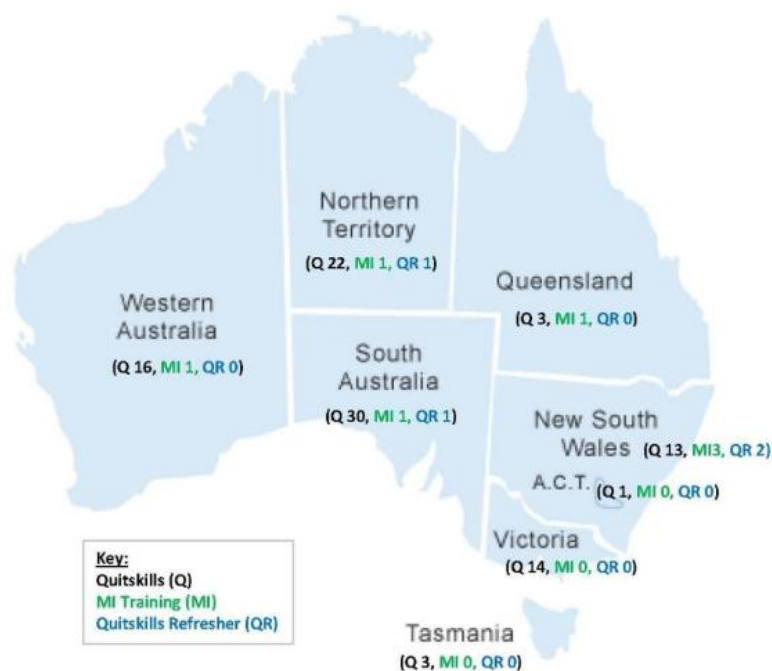 Northern
Territory
(Q 22, MI 1, QR 1)
Queensland
(Q 3, MI 1, QR 0)
Western
Australia
(Q 16, MI 1, QR 0)
South
Australia
(Q 30, MI 1, QR 1)
New South
Wales (Q 13, MI3, QR 2)
A.C.T. (Q 1, MI 0, QR 0)
Victoria
(Q 14, MI 0, QR 0)
Key:
Quitskills (Q)
MI Training (MI)
Quitskills Refresher (QR)
Tasmania
(Q 3, MI 0, QR 0)